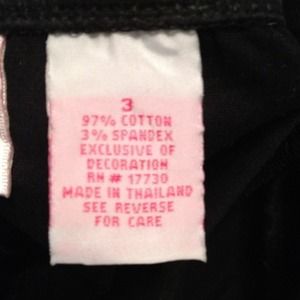 3
97% COTTON
3% SPANDEX
EXCLUSIVE OF
DECORATION
RN # 17730
MADE IN THAILAND
SEE REVERSE
FOR CARE